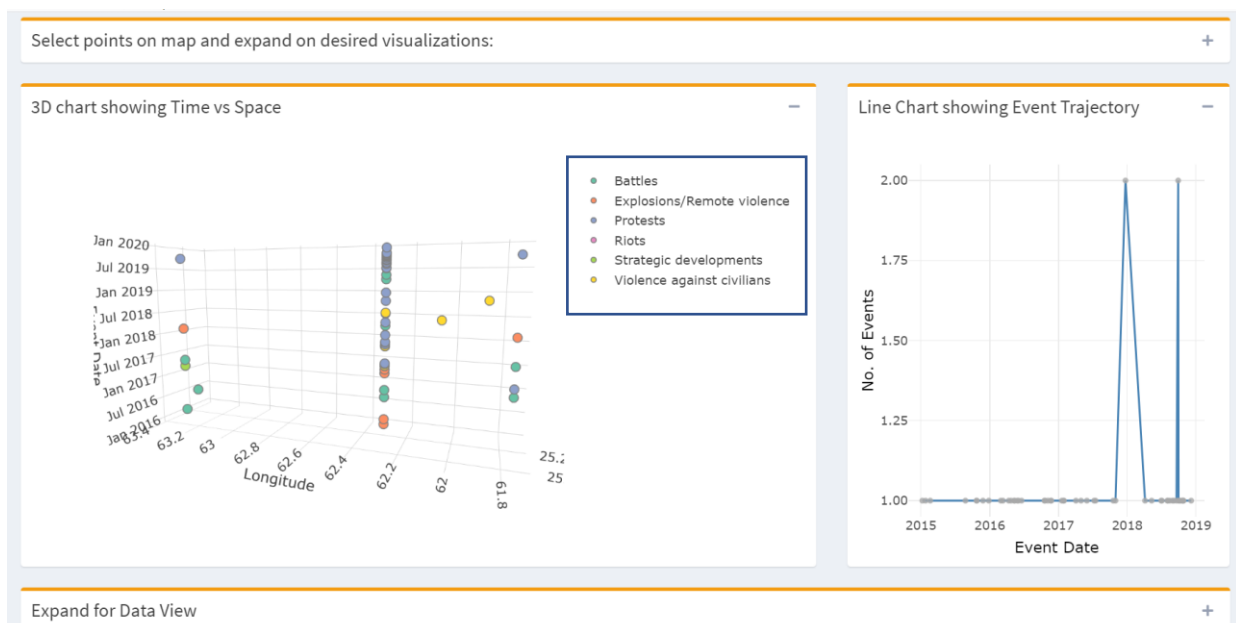 Select points on map and expand on desired visualizations:
+
3D chart showing Time vs Space
−
Battles
Explosions/Remote violence
Protests
Riots
Strategic developments
Violence against civilians
Jan 2020
Jul 2019
Jan 2019
Jul 2018
Jan 2018
Jul 2017
Jan 2017
Jul 2016
Jan 2016
63.4
63.2
63
62.8
62.6
62.4
62.2
62
61.8
Longitude
25
Line Chart showing Event Trajectory
−
2.00
1.75
1.50
1.25
1.00
No. of Events
2015 2016 2017 2018 2019
Event Date
Expand for Data View
+